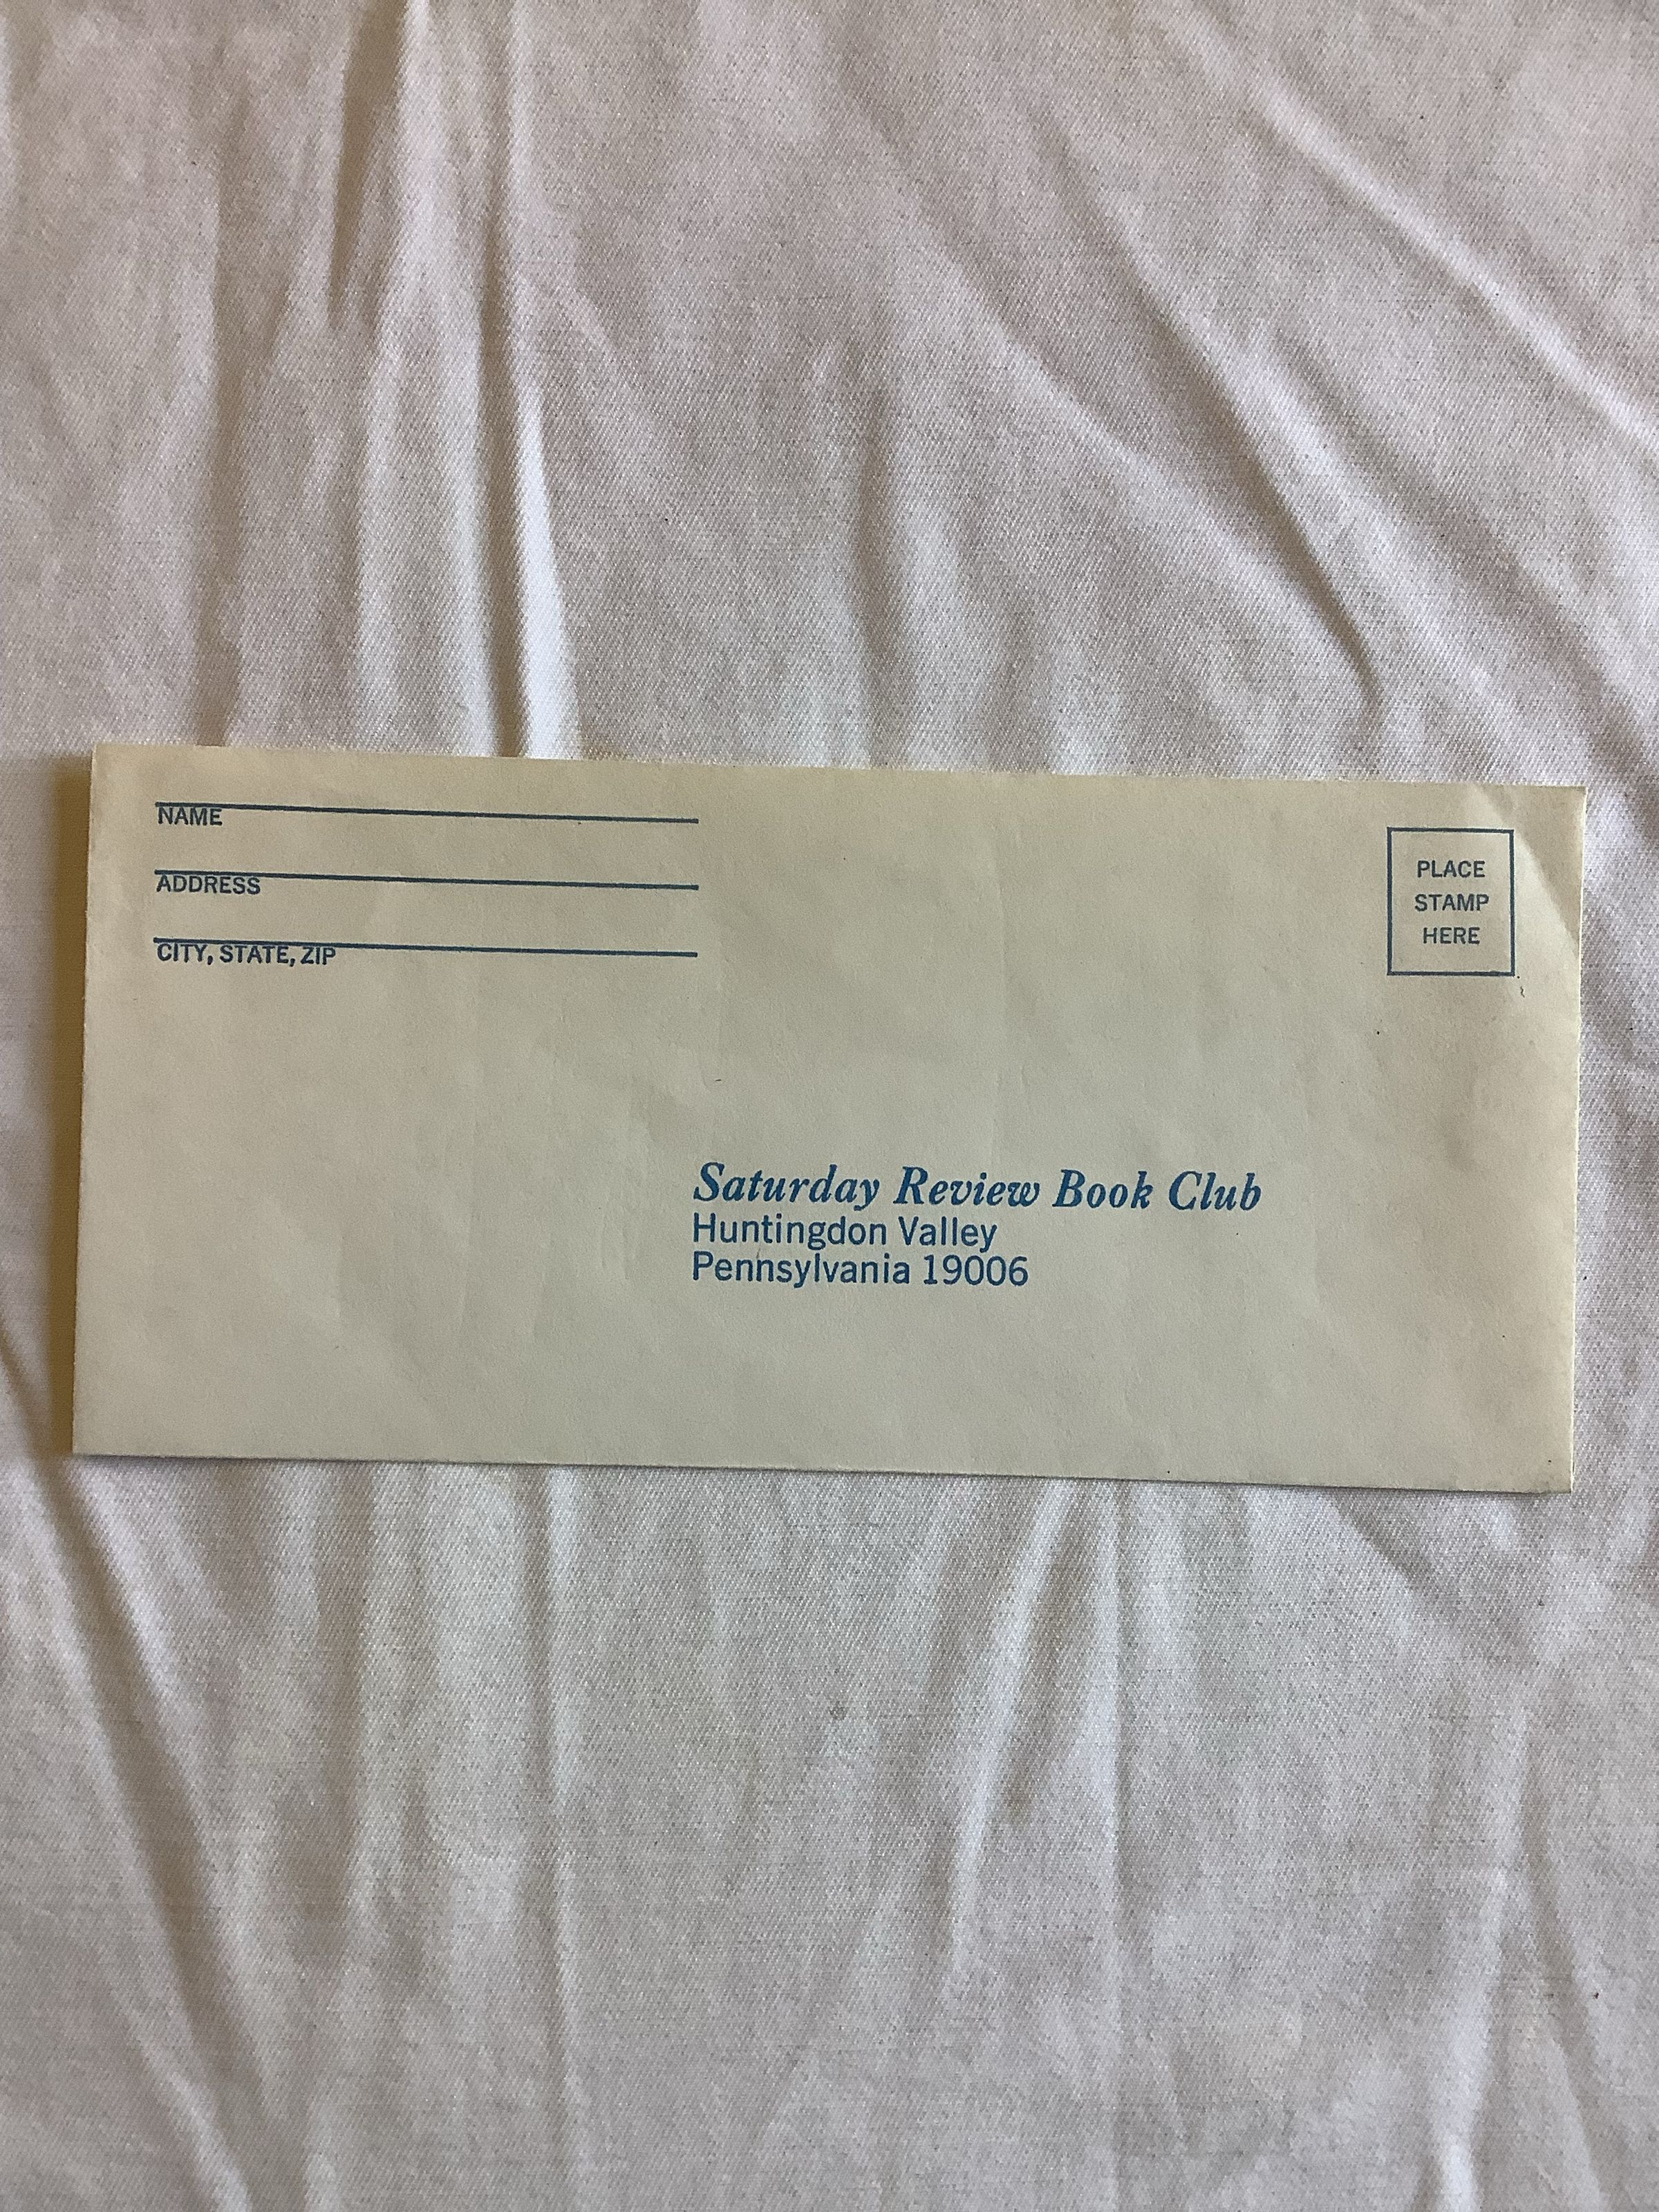 NAME
ADDRESS
CITY, STATE, ZIP
PLACE
STAMP
HERE
Saturday Review Book Club
Huntingdon Valley
Pennsylvania 19006